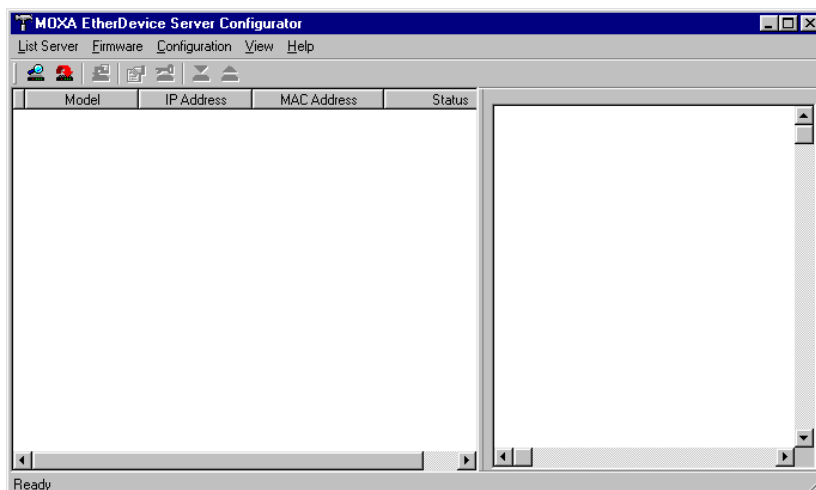 MOXA EtherDevice Server Configurator
List Server Firmware Configuration View Help
Model IP Address MAC Address Status
Ready